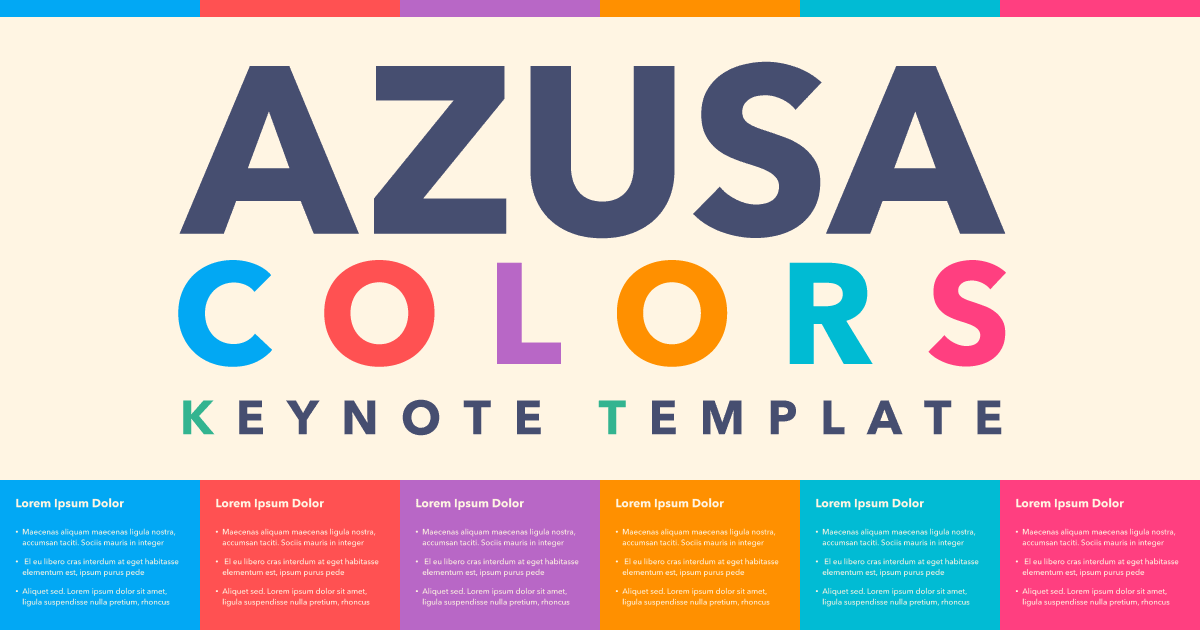 AZUSA
COLORS
KEYNOTE TEMPLATE
Lorem Ipsum Dolor
• Maecenas aliquam maecenas ligula nostra,
accumsan taciti. Sociis mauris in integer
• El eu libero cras interdum at eget habitasse
elementum est, ipsum purus pede
• Aliquet sed. Lorem ipsum dolor sit amet,
ligula suspendisse nulla pretium, rhoncus
Lorem Ipsum Dolor
• Maecenas aliquam maecenas ligula nostra,
accumsan taciti. Sociis mauris in integer
• El eu libero cras interdum at eget habitasse
elementum est, ipsum purus pede
• Aliquet sed. Lorem ipsum dolor sit amet,
ligula suspendisse nulla pretium, rhoncus
Lorem Ipsum Dolor
• Maecenas aliquam maecenas ligula nostra,
accumsan taciti. Sociis mauris in integer
• El eu libero cras interdum at eget habitasse
elementum est, ipsum purus pede
• Aliquet sed. Lorem ipsum dolor sit amet,
ligula suspendisse nulla pretium, rhoncus
Lorem Ipsum Dolor
• Maecenas aliquam maecenas ligula nostra,
accumsan taciti. Sociis mauris in integer
• El eu libero cras interdum at eget habitasse
elementum est, ipsum purus pede
• Aliquet sed. Lorem ipsum dolor sit amet,
ligula suspendisse nulla pretium, rhoncus
Lorem Ipsum Dolor
• Maecenas aliquam maecenas ligula nostra,
accumsan taciti. Sociis mauris in integer
• El eu libero cras interdum at eget habitasse
elementum est, ipsum purus pede
• Aliquet sed. Lorem ipsum dolor sit amet,
ligula suspendisse nulla pretium, rhoncus
Lorem Ipsum Dolor
• Maecenas aliquam maecenas ligula nostra,
accumsan taciti. Sociis mauris in integer
• El eu libero cras interdum at eget habitasse
elementum est, ipsum purus pede
• Aliquet sed. Lorem ipsum dolor sit amet,
ligula suspendisse nulla pretium, rhoncus